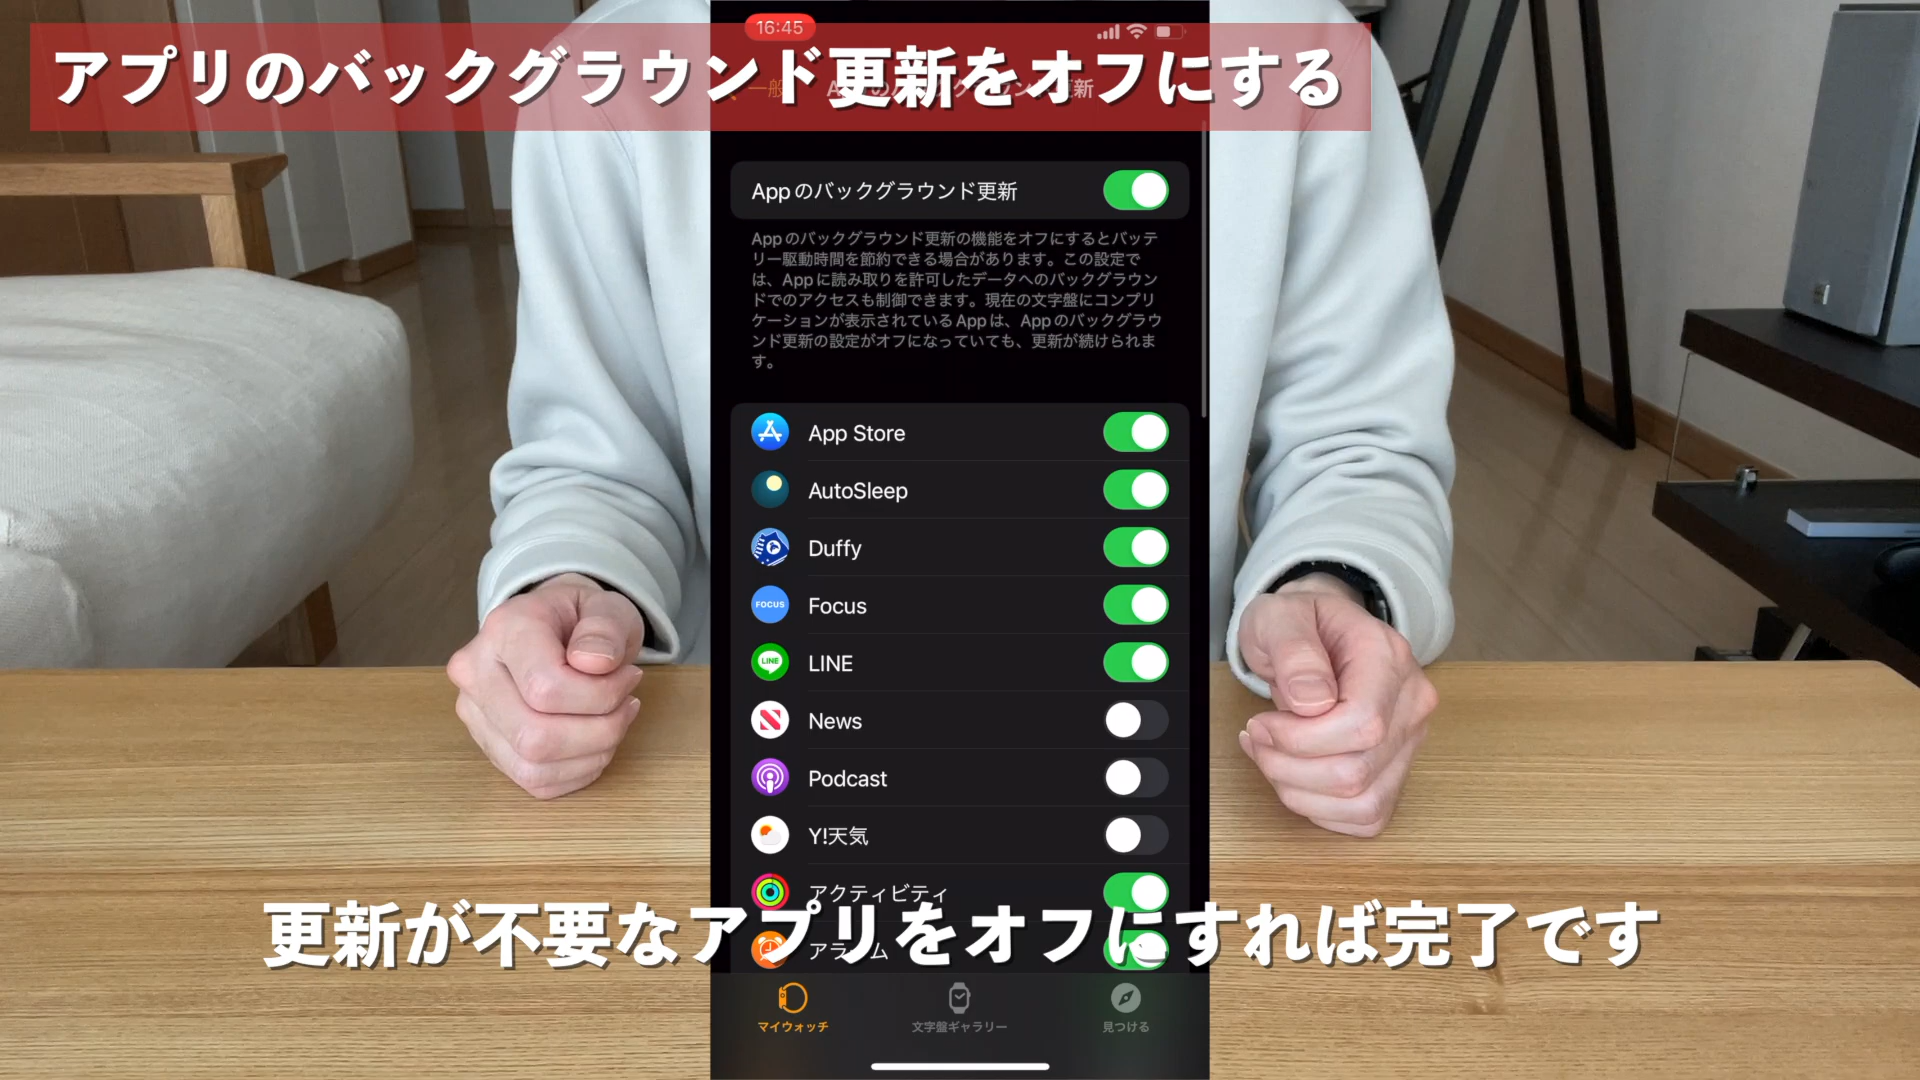 16:45
アプリのバックグラウンド更新をオフにする
Appのバックグラウンド更新
Appのバックグラウンド更新の機能をオフにするとバッテ
リー駆動時間を節約できる場合があります。この設定で
は、Appに読み取りを許可したデータへのバックグラウン
ドでのアクセスも制御できます。現在の文字盤にコンプリ
ケーションが表示されているAppは、Appのバックグラウ
ンド更新の設定がオフになっていても、更新が続けられま
す。
App Store
AutoSleep
Duffy
FOCUS
Focus
LINE
LINE
News
Podcast
Y!天気
アクティビティ
更新が不要なアプリをオフにすれば完了です
アラーム
マイウォッチ
文字盤ギャラリー
見つける